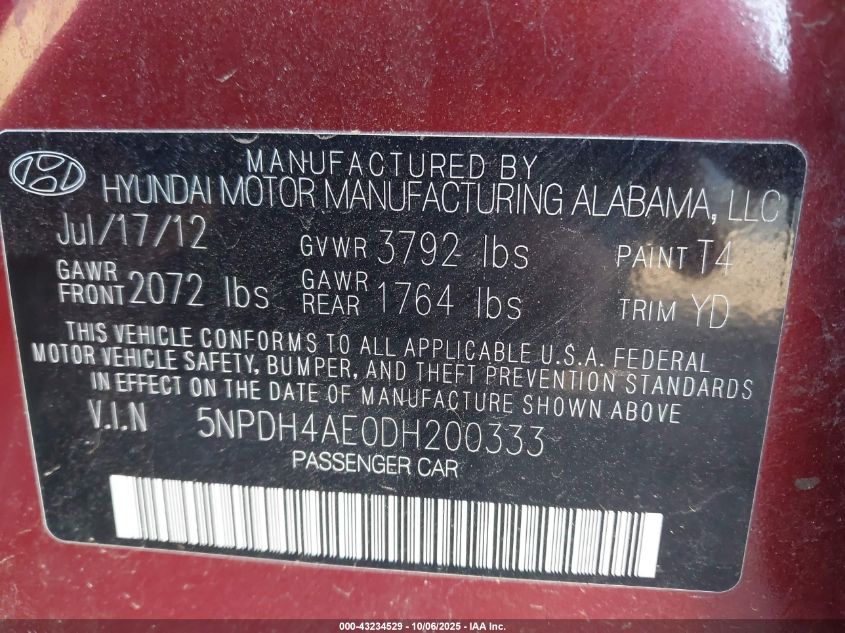 MANUFACTURED BY
HYUNDAI MOTOR MANUFACTURING ALABAMA, LLC
Jul/17/12 GVWR 3792 lbs PAINT T4
GAWR FRONT 2072 lbs GAWR REAR 1764 lbs TRIM YD
THIS VEHICLE CONFORMS TO ALL APPLICABLE U.S.A. FEDERAL
MOTOR VEHICLE SAFETY, BUMPER, AND THEFT PREVENTION STANDARDS
IN EFFECT ON THE DATE OF MANUFACTURE SHOWN ABOVE.
V.I.N 5NPDH4AE0DH200333
PASSENGER CAR
000-43234529 - 10/06/2025 - IAA Inc.